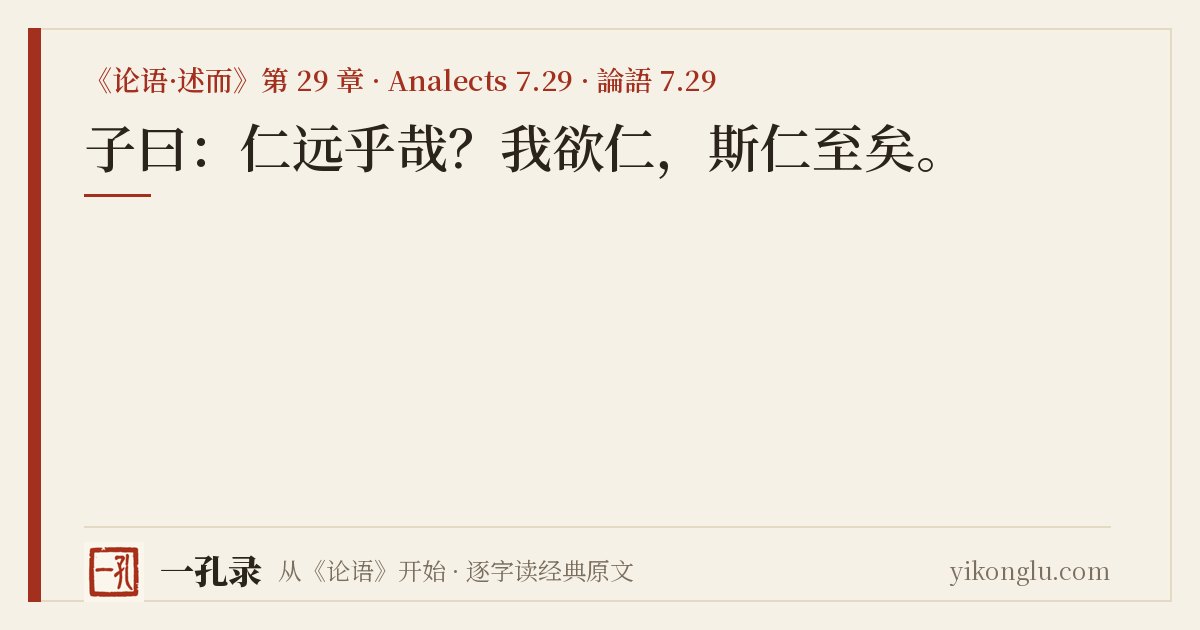 《论语·述而》第 29 章 · Analects 7.29 · 論語 7.29
子曰：仁远乎哉？我欲仁，斯仁至矣。
一孔
一孔录 从《论语》开始 · 逐字读经典原文 yikonglu.com